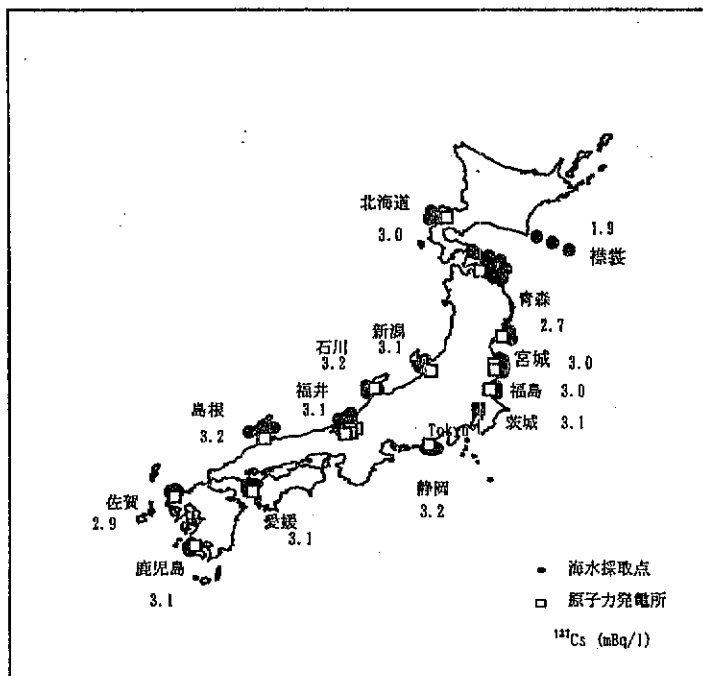 北海道
3.0
1.9
襟裳
青森
2.7
新潟
3.1
石川
3.2
宮城 3.0
福井
3.1
福島 3.0
島根
3.2
茨城 3.1
Tokyo
静岡
3.2
佐賀
2.9
愛媛
3.1
鹿児島
3.1
海水採取点
原子力発電所
¹³⁷Cs (mBq/l)